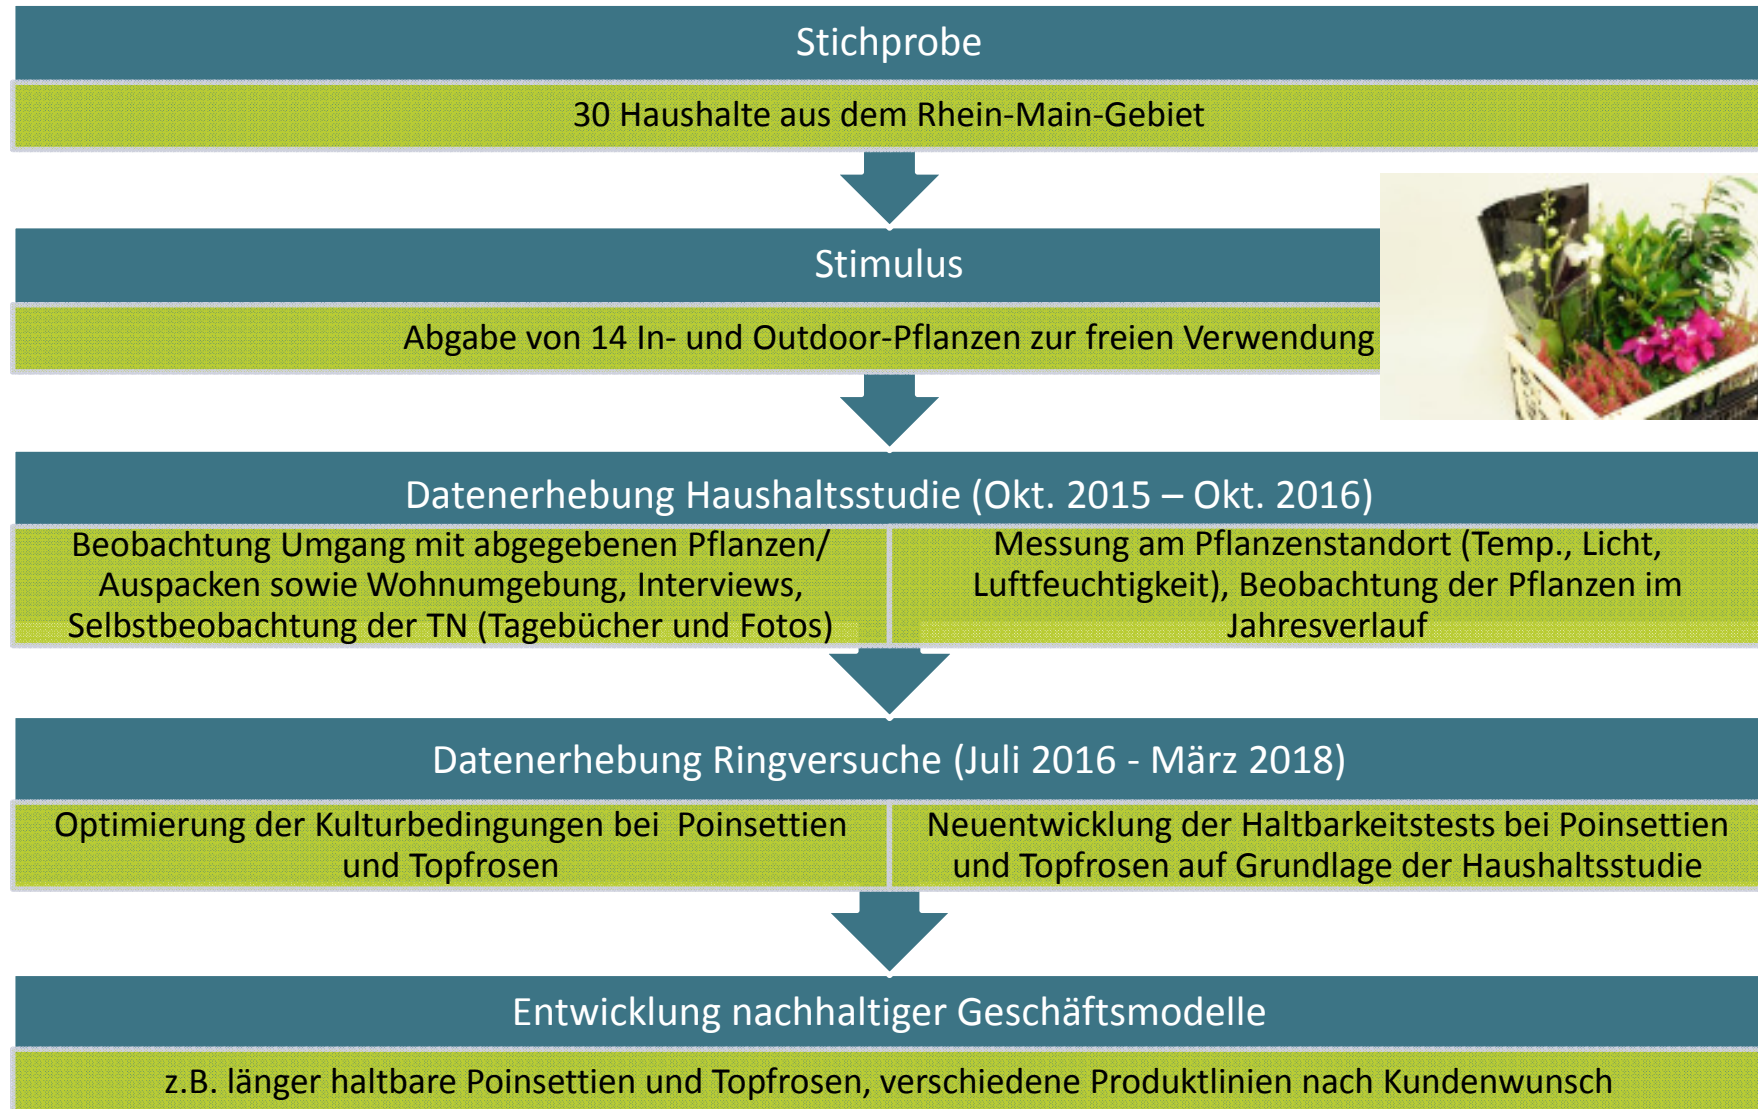 Stichprobe
30 Haushalte aus dem Rhein-Main-Gebiet
Stimulus
Abgabe von 14 In- und Outdoor-Pflanzen zur freien Verwendung
Datenerhebung Haushaltsstudie (Okt. 2015 – Okt. 2016)
Beobachtung Umgang mit abgegebenen Pflanzen/
Auspacken sowie Wohnumgebung, Interviews,
Selbstbeobachtung der TN (Tagebücher und Fotos)
Messung am Pflanzenstandort (Temp., Licht,
Luftfeuchtigkeit), Beobachtung der Pflanzen im
Jahresverlauf
Datenerhebung Ringversuche (Juli 2016 - März 2018)
Optimierung der Kulturbedingungen bei Poinsettien
und Topfrosen
Neuentwicklung der Haltbarkeitstests bei Poinsettien
und Topfrosen auf Grundlage der Haushaltsstudie
Entwicklung nachhaltiger Geschäftsmodelle
z.B. länger haltbare Poinsettien und Topfrosen, verschiedene Produktlinien nach Kundenwunsch